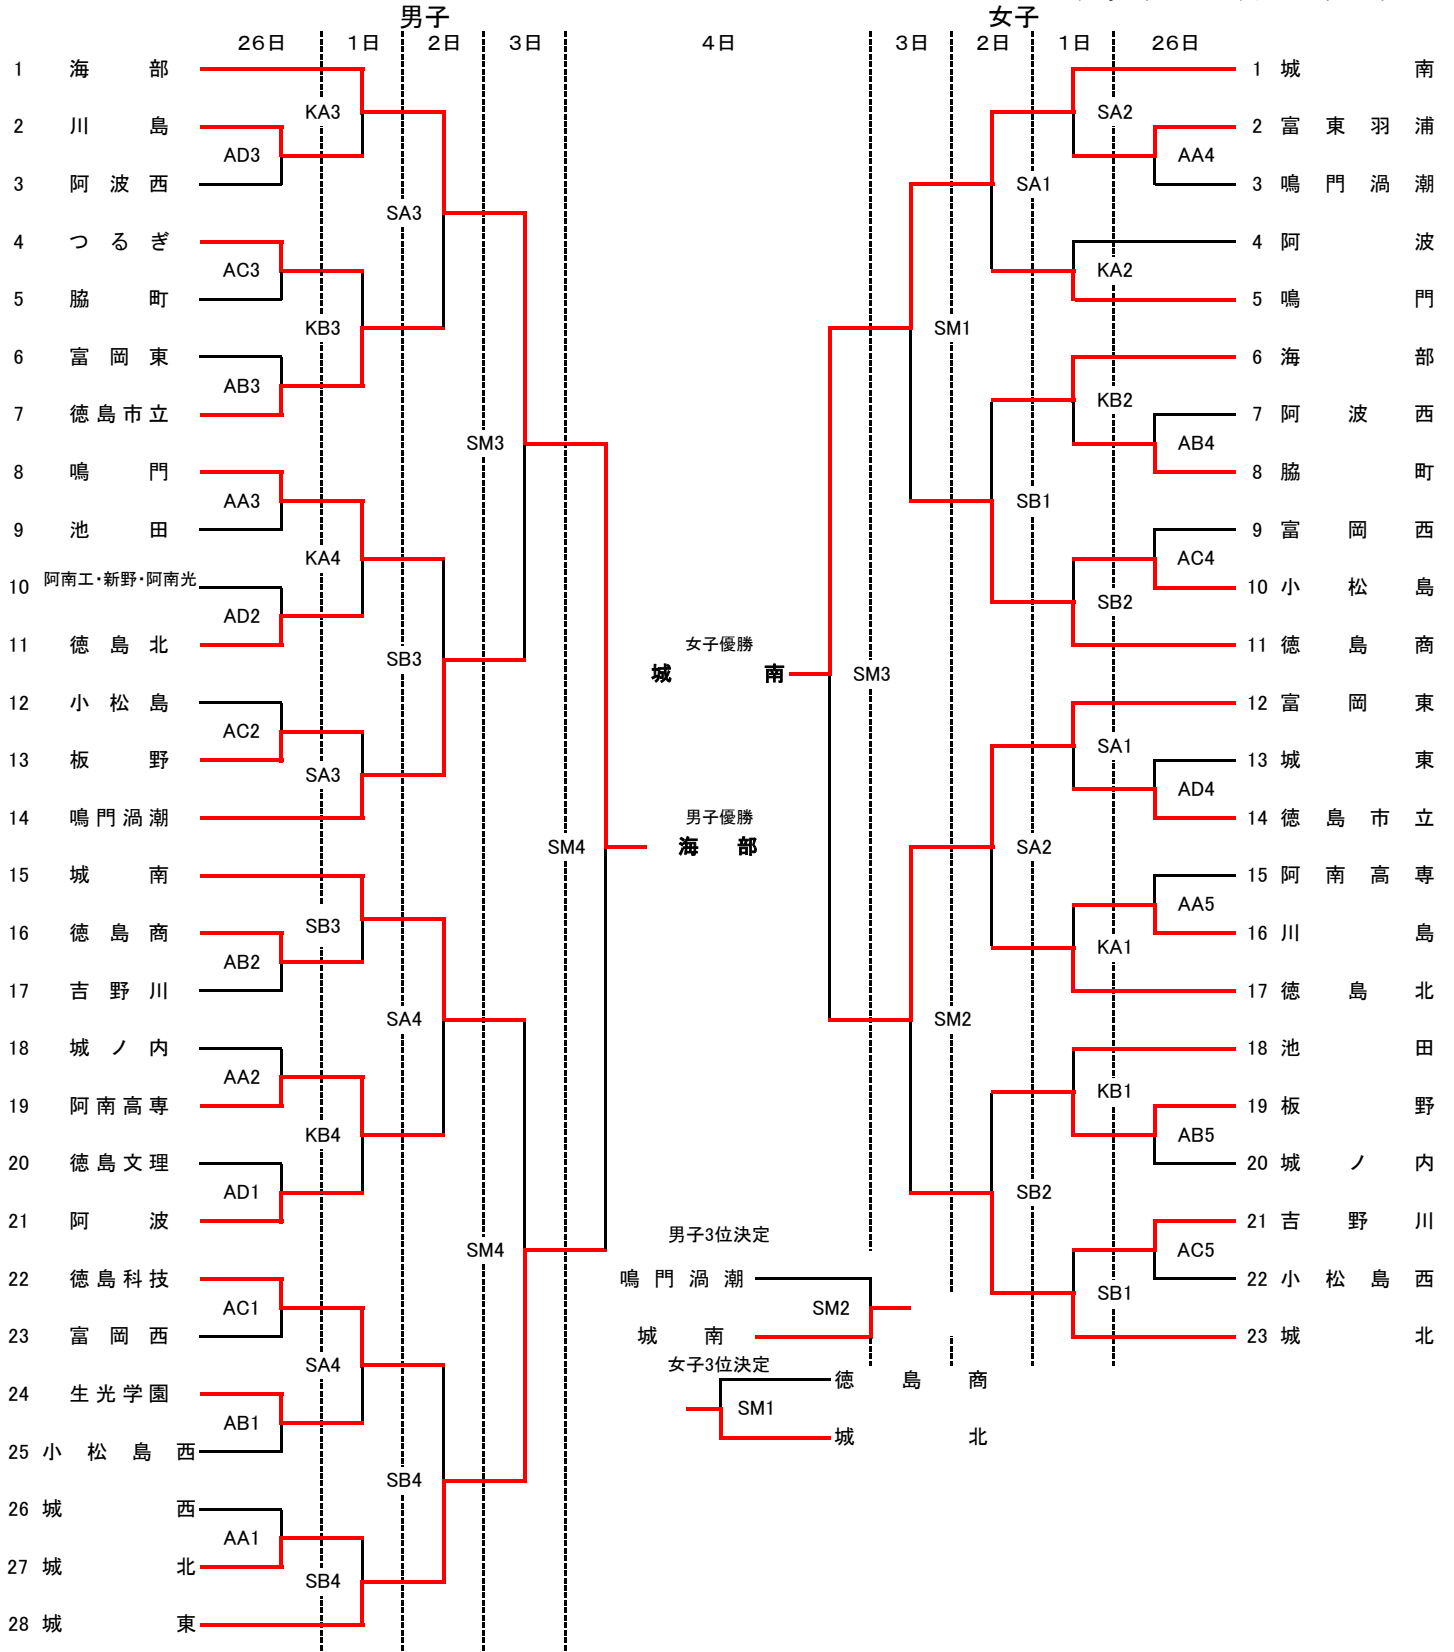 男子
女子
26日 1日 2日 3日 4日 3日 2日 1日 26日
1 海部
2 川島
3 阿波西
4 つるぎ
5 脇町
6 富岡東
7 徳島市立
8 鳴門
9 池田
10 阿南工・新野・阿南光
11 徳島北
12 小松島
13 板野
14 鳴門渦潮
15 城南
16 徳島商
17 吉野川
18 城ノ内
19 阿南高専
20 徳島文理
21 阿波
22 徳島科技
23 富岡西
24 生光学園
25 小松島西
26 城西
27 城北
28 城東
AD3
AC3
AB3
AA3
AD2
AC2
AB2
AA2
AD1
AC1
AB1
AA1
KA3
KB3
KA4
SA3
SB3
KB4
SA4
SB4
SA3
SB3
SA4
SB4
SM3
SM4
SM4
女子優勝
城南
男子優勝
海部
男子3位決定
鳴門渦潮
SM2
城南
女子3位決定
徳島商
SM1
城北
SM3
SM1
SM2
SA1
SB1
SA2
SB2
SA2
KA2
KB2
SB2
SA1
KA1
KB1
SB1
AA4
AB4
AC4
AD4
AA5
AB5
AC5
1 城南
2 富東羽浦
3 鳴門渦潮
4 阿波
5 鳴門
6 海部
7 阿波西
8 脇町
9 富岡西
10 小松島
11 徳島商
12 富岡東
13 城東
14 徳島市立
15 阿南高専
16 川島
17 徳島北
18 池田
19 板野
20 城ノ内
21 吉野川
22 小松島西
23 城北